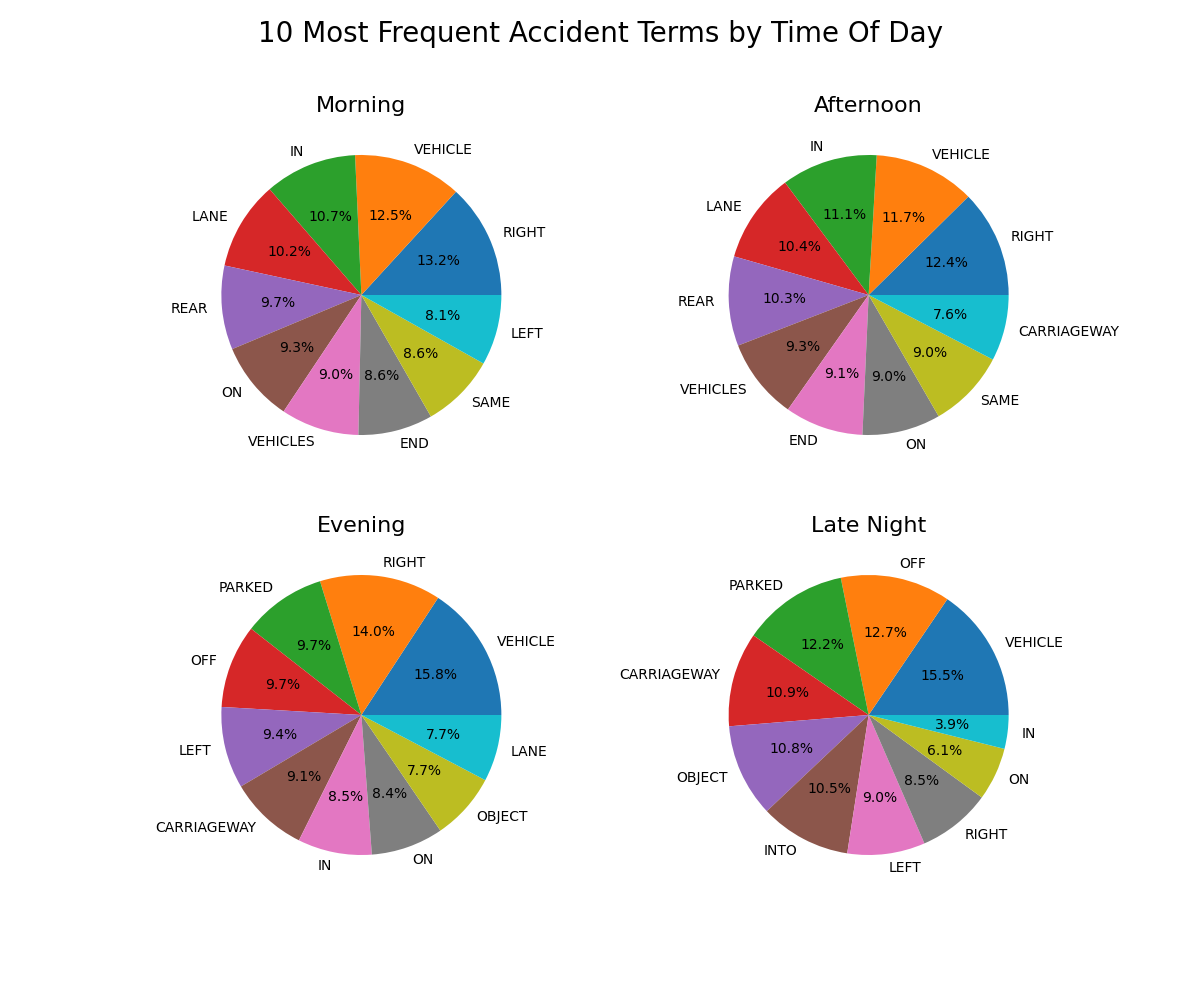 10 Most Frequent Accident Terms by Time Of Day
Morning
RIGHT
13.2%
VEHICLE
12.5%
IN
10.7%
LANE
10.2%
REAR
9.7%
ON
9.3%
VEHICLES
9.0%
END
8.6%
SAME
8.6%
LEFT
8.1%
Afternoon
RIGHT
12.4%
VEHICLE
11.7%
IN
11.1%
LANE
10.4%
REAR
10.3%
VEHICLES
9.3%
END
9.1%
ON
9.0%
SAME
9.0%
CARRIAGEWAY
7.6%
Evening
VEHICLE
15.8%
RIGHT
14.0%
PARKED
9.7%
OFF
9.7%
LEFT
9.4%
CARRIAGEWAY
9.1%
IN
8.5%
ON
8.4%
OBJECT
7.7%
LANE
7.7%
Late Night
VEHICLE
15.5%
OFF
12.7%
PARKED
12.2%
CARRIAGEWAY
10.9%
OBJECT
10.8%
INTO
10.5%
LEFT
9.0%
RIGHT
8.5%
ON
6.1%
IN
3.9%